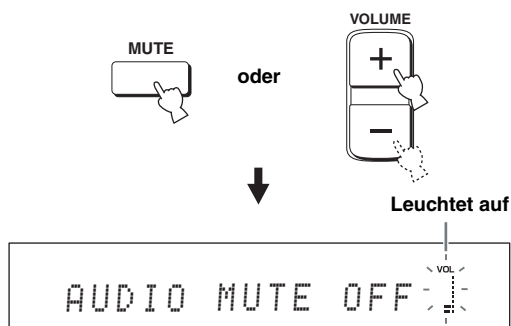 VOLUME
MUTE
oder
+
–
Leuchtet auf
VOL
AUDIO MUTE OFF